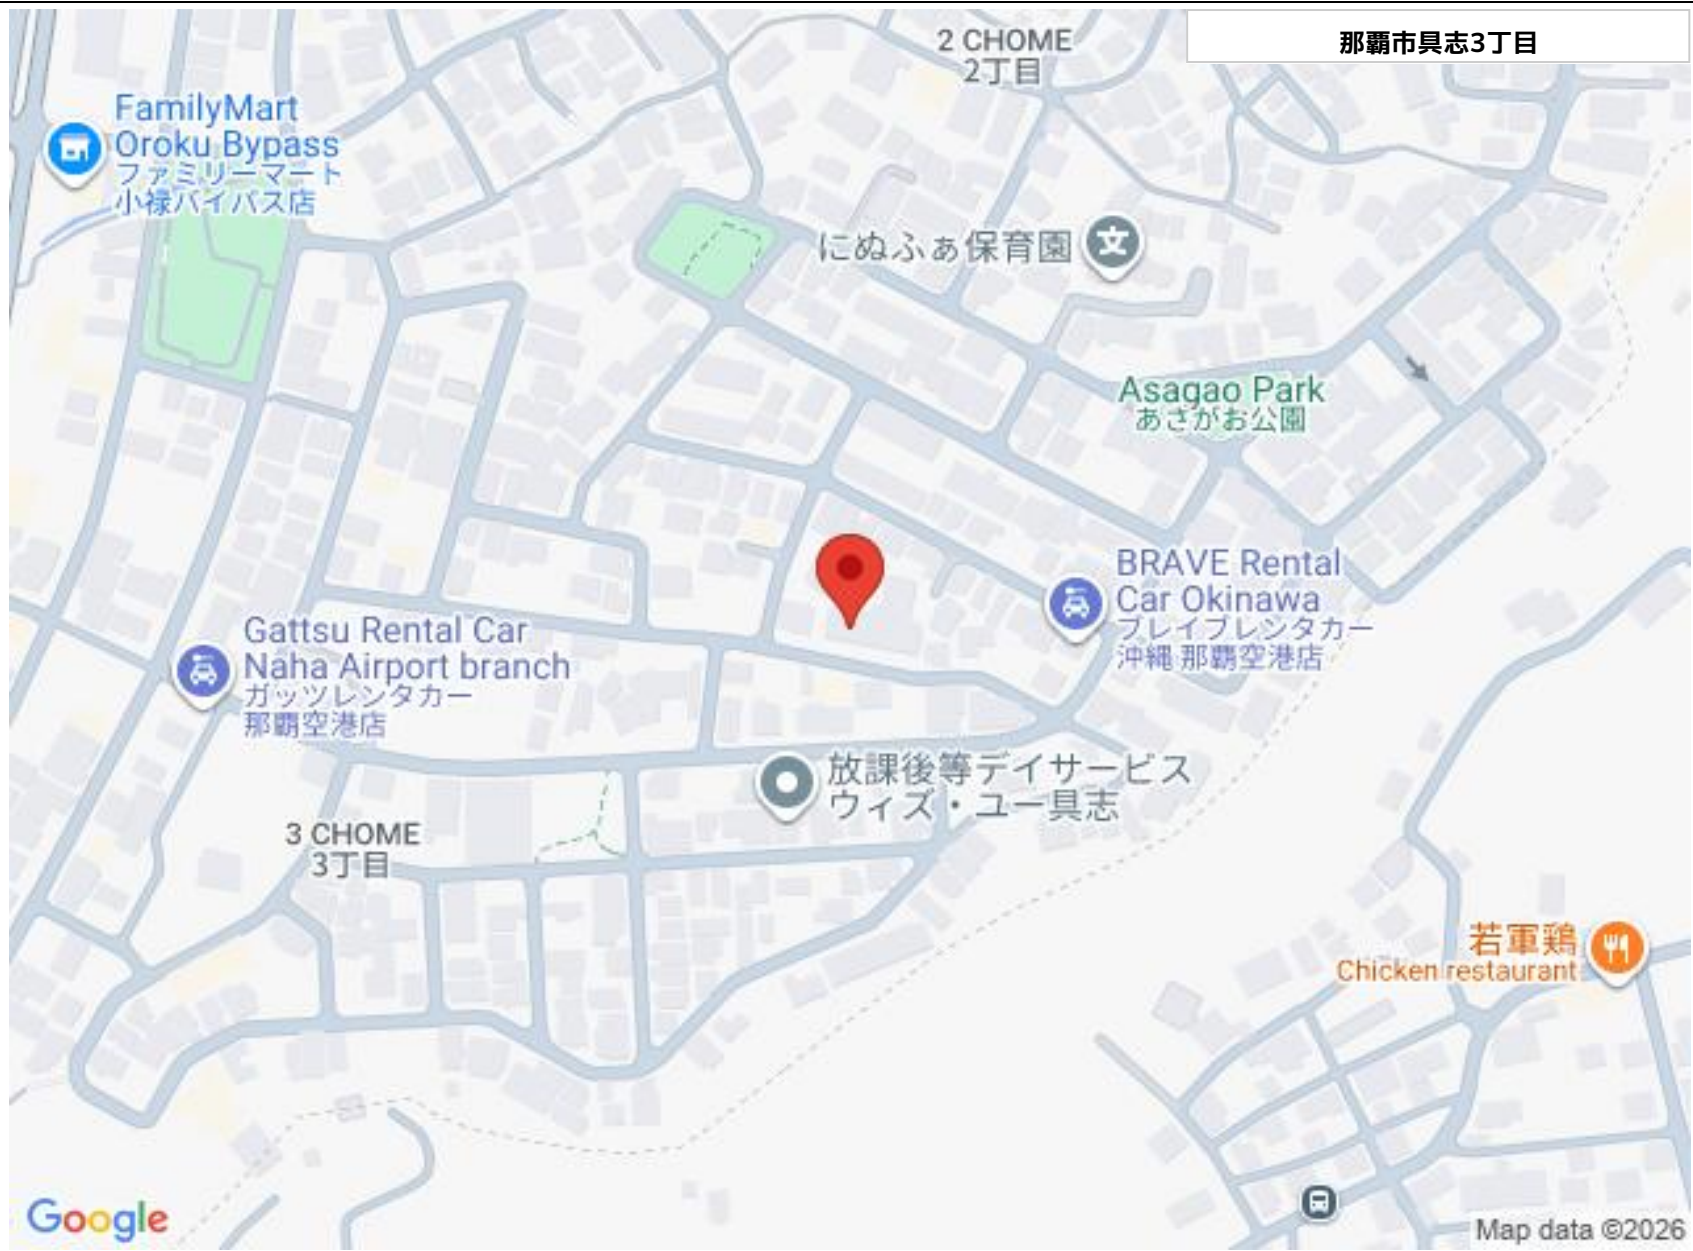 那覇市具志3丁目
2 CHOME
2丁目
FamilyMart
Oroku Bypass
ファミリーマート
小禄バイパス店
にぬふぁ保育園
文
Asagao Park
あさがお公園
BRAVE Rental
Car Okinawa
ブレイブレンタカー
沖縄 那覇空港店
Gattsu Rental Car
Naha Airport branch
ガッツレンタカー
那覇空港店
放課後等デイサービス
ウィズ・ユー具志
3 CHOME
3丁目
若軍鶏
Chicken restaurant
Google
Map data ©2026